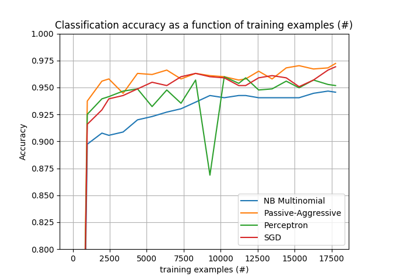 Classification accuracy as a function of training examples (#)
1.000
0.975
0.950
0.925
0.900
0.875
0.850
0.825
0.800
Accuracy
NB Multinomial
Passive-Aggressive
Perceptron
SGD
0 2500 5000 7500 10000 12500 15000 17500
training examples (#)